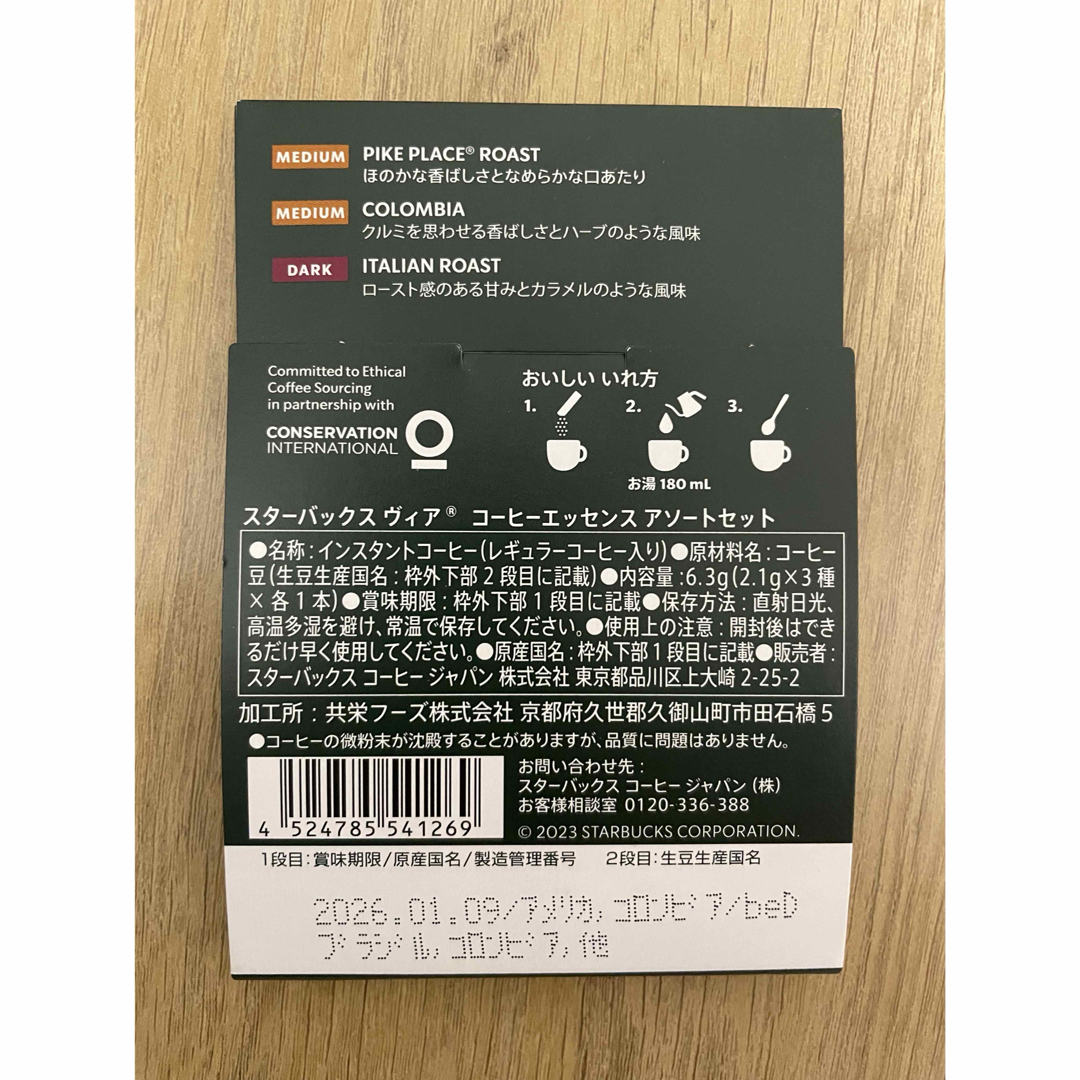 MEDIUM PIKE PLACE® ROAST
ほのかな香ばしさとなめらかな口あたり
MEDIUM COLOMBIA
クルミを思わせる香ばしさとハーブのような風味
DARK ITALIAN ROAST
ロースト感のある甘みとカラメルのような風味
Committed to Ethical
Coffee Sourcing
in partnership with
CONSERVATION
INTERNATIONAL
おいしい いれ方
1. 2. 3.
お湯 180 mL
スターバックス ヴィア® コーヒーエッセンス アソートセット
●名称:インスタントコーヒー(レギュラーコーヒー入り)●原材料名:コーヒー
豆(生豆生産国名:枠外下部2段目に記載)●内容量:6.3g(2.1g×3種
×各1本)●賞味期限:枠外下部1段目に記載●保存方法:直射日光、
高温多湿を避け、常温で保存してください。●使用上の注意:開封後はでき
るだけ早く使用してください。●原産国名:枠外下部1段目に記載●販売者:
スターバックス コーヒー ジャパン 株式会社 東京都品川区上大崎 2-25-2
加工所:共栄フーズ株式会社 京都府久世郡久御山町市田石橋5
●コーヒーの微粉末が沈殿することがありますが、品質に問題はありません。
お問い合わせ先:
スターバックス コーヒー ジャパン(株)
お客様相談室 0120-336-388
4 524785 541269
© 2023 STARBUCKS CORPORATION.
1段目:賞味期限/原産国名/製造管理番号 2段目:生豆生産国名
2026.01.09/アメリカ,コロンビア/beD
ブラジル,コロンビア,他